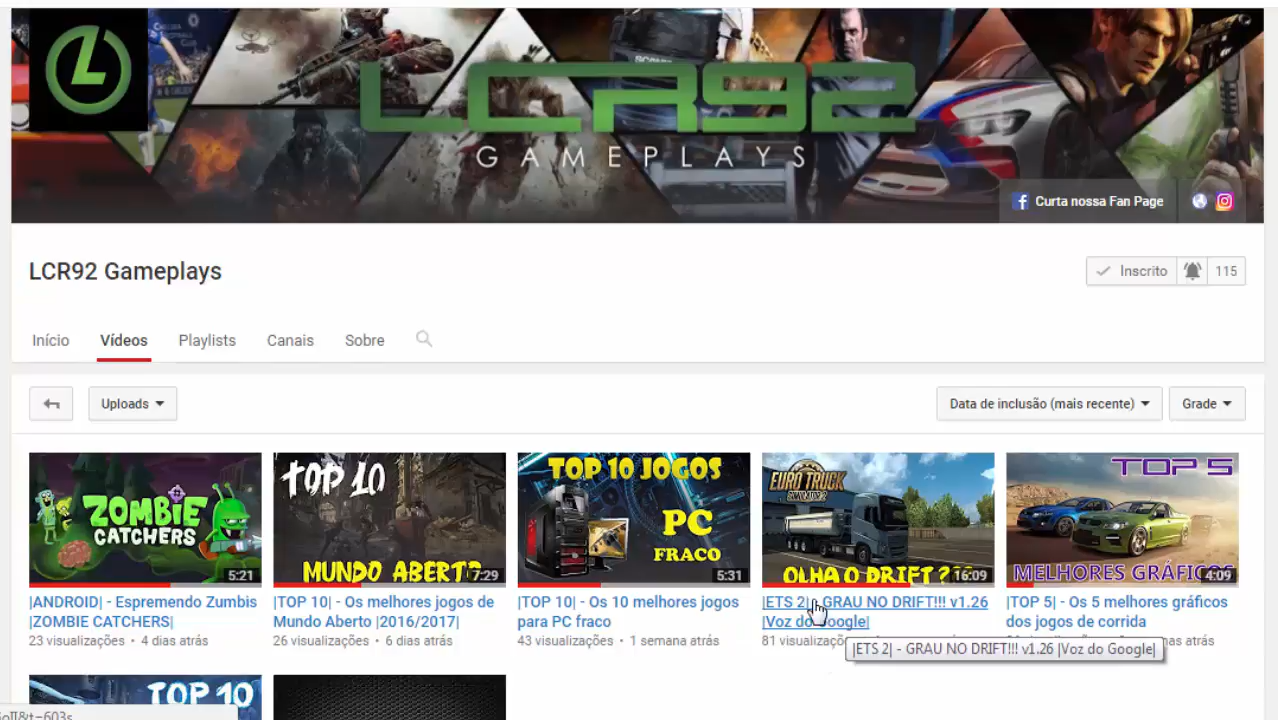 L
LCR92
GAMEPLAYS
Curta nossa Fan Page
LCR92 Gameplays
Inscrito 115
Início Vídeos Playlists Canais Sobre
Uploads Data de inclusão (mais recente) Grade
ZOMBIE CATCHERS 5:21
TOP 10 MUNDO ABERTO 7:29
TOP 10 JOGOS PC FRACO 5:31
EURO TRUCK SIMULATOR 2 OLHA O DRIFT 16:09
TOP 5 MELHORES GRÁFICOS 4:09
|ANDROID| - Espremendo Zumbis |TOP 10| - Os melhores jogos de |TOP 10| - Os 10 melhores jogos |ETS 2| - GRAU NO DRIFT!!! v1.26 |TOP 5| - Os 5 melhores gráficos
|ZOMBIE CATCHERS| Mundo Aberto |2016/2017| para PC fraco |Voz do Google| dos jogos de corrida
23 visualizações • 4 dias atrás 26 visualizações • 6 dias atrás 43 visualizações • 1 semana atrás 81 visualizações atrás
|ETS 2| - GRAU NO DRIFT!!! v1.26 |Voz do Google|
TOP 10
&t=603s